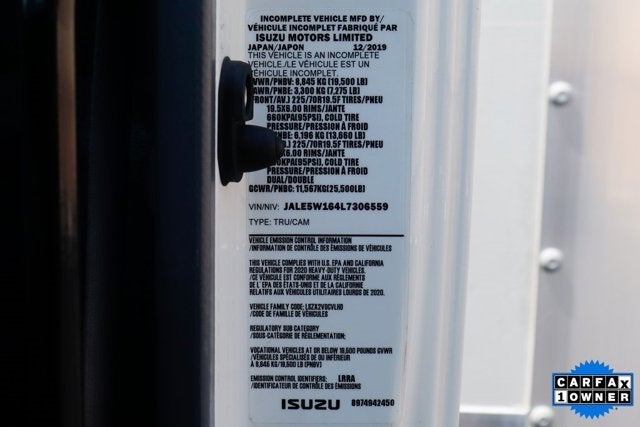 INCOMPLETE VEHICLE MFD BY/
VÉHICULE INCOMPLET FABRIQUÉ PAR
ISUZU MOTORS LIMITED
JAPAN/JAPON 12/2019
THIS VEHICLE IS AN INCOMPLETE
VEHICLE./LE VÉHICULE EST UN
VÉHICULE INCOMPLET.
GVWR/PNBV: 8,845 KG (19,500 LB)
GAWR/PNBE: 3,300 KG (7,275 LB)
FRONT/AV.) 225/70R19.5F TIRES/PNEU
19.5X6.00 RIMS/JANTE
660KPA(95PSI), COLD TIRE
PRESSURE/PRESSION À FROID
PNBE: 6,196 KG (13,660 LB)
225/70R19.5F TIRES/PNEU
6.00 RIMS/JANTE
KPA(95PSI), COLD TIRE
PRESSURE/PRESSION À FROID
DUAL/DOUBLE
GCWR/PNBC: 11,567KG(25,500LB)
VIN/NIV: JALE5W164L7306559
TYPE: TRU/CAM
VEHICLE EMISSION CONTROL INFORMATION
/INFORMATION DE CONTRÔLE DES ÉMISSIONS DE VÉHICULES
THIS VEHICLE COMPLIES WITH U.S. EPA AND CALIFORNIA
REGULATIONS FOR 2020 HEAVY-DUTY VEHICLES.
/CE VÉHICULE EST CONFORME AUX RÈGLEMENTS
DE L'EPA DES ÉTATS-UNIS ET DE LA CALIFORNIE
RELATIFS AUX VÉHICULES UTILITAIRES LOURDS DE 2020.
VEHICLE FAMILY CODE:
/CODE DE FAMILLE DE VÉHICULES
REGULATORY SUB CATEGORY
/SOUS-CATÉGORIE DE RÉGLEMENTATION:
VOCATIONAL VEHICLES AT OR BELOW 19,500 POUNDS GVWR
/VÉHICULES SPÉCIALISÉS DE OU INFÉRIEUR
À 8,845 KG/19,500 LB (PNBV)
EMISSION CONTROL IDENTIFIERS: LRRA
/IDENTIFICATEUR DE CONTRÔLE DES ÉMISSIONS
ISUZU 8974942450
CARFAX
1 OWNER